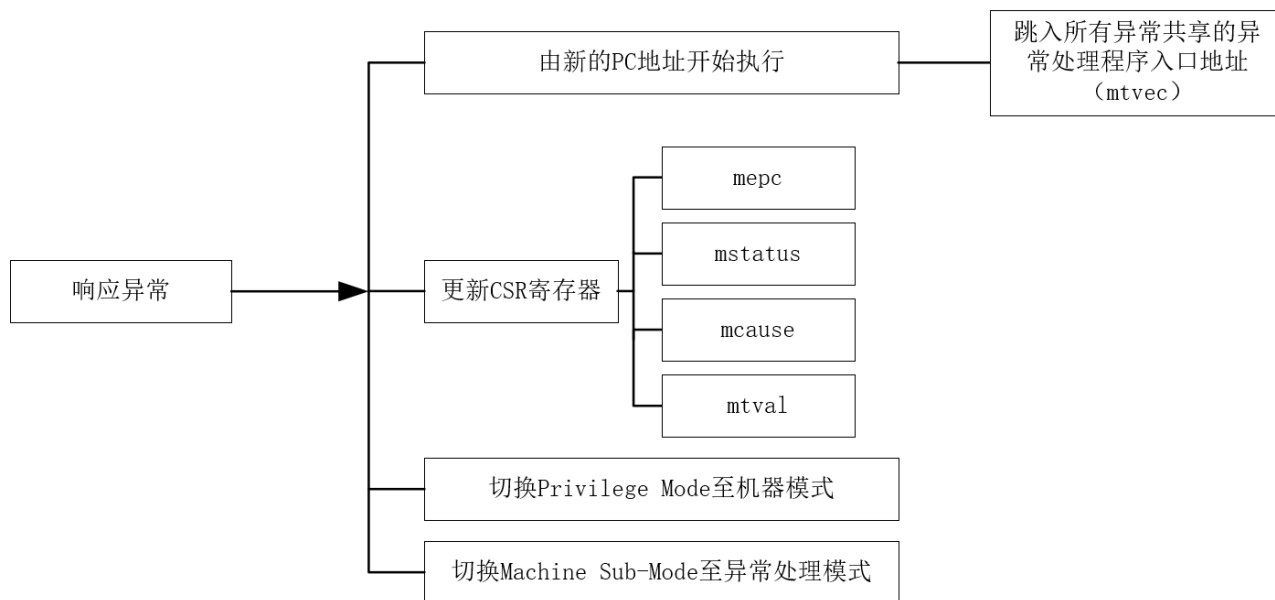 由新的PC地址开始执行
跳入所有异常共享的异
常处理程序入口地址
（mtvec）
mepc
mstatus
响应异常
更新CSR寄存器
mcause
mtval
切换Privilege Mode至机器模式
切换Machine Sub-Mode至异常处理模式